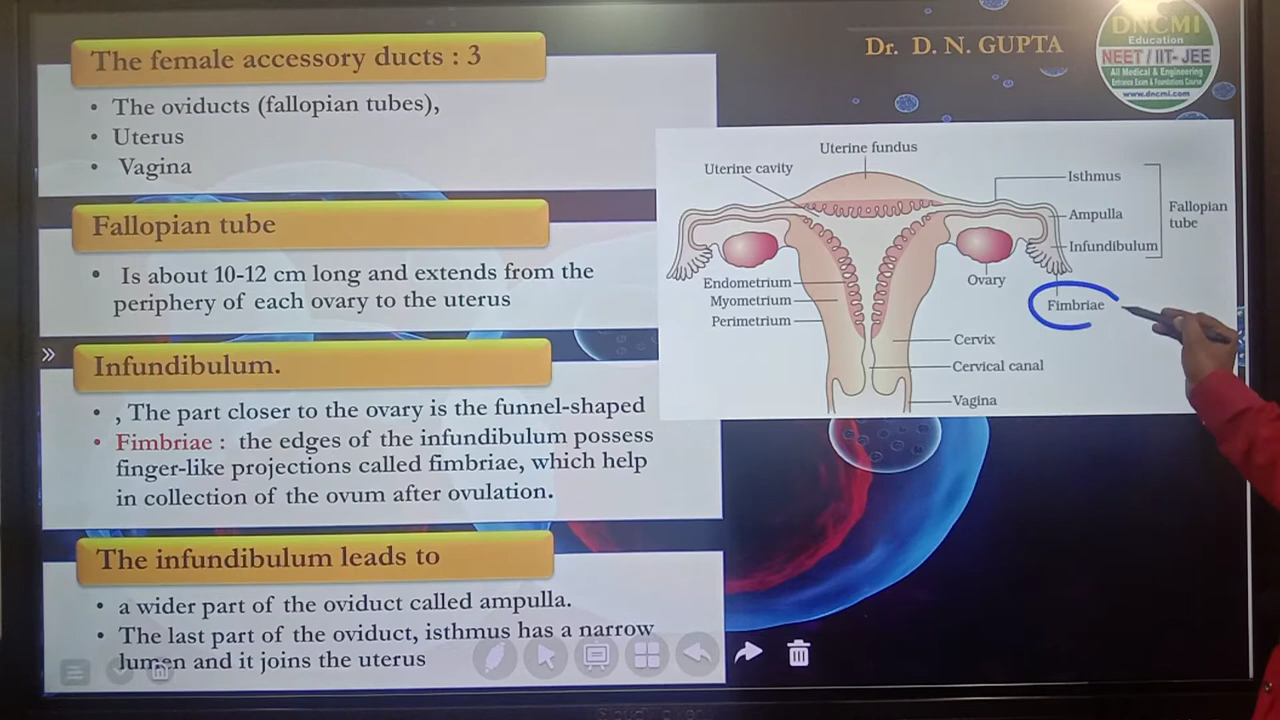 The female accessory ducts : 3
• The oviducts (fallopian tubes),
• Uterus
• Vagina
Fallopian tube
• Is about 10-12 cm long and extends from the
periphery of each ovary to the uterus
Infundibulum.
• , The part closer to the ovary is the funnel-shaped
• Fimbriae : the edges of the infundibulum possess
finger-like projections called fimbriae, which help
in collection of the ovum after ovulation.
The infundibulum leads to
• a wider part of the oviduct called ampulla.
• The last part of the oviduct, isthmus has a narrow
lumen and it joins the uterus
Dr. D. N. GUPTA
DNCMI
Education
NEET / IIT- JEE
All Medical & Engineering
Entrance Exam & Foundations Course
www.dncmi.com
Uterine fundus
Uterine cavity
Isthmus
Ampulla
Fallopian
tube
Infundibulum
Endometrium
Ovary
Myometrium
Fimbriae
Perimetrium
Cervix
Cervical canal
Vagina